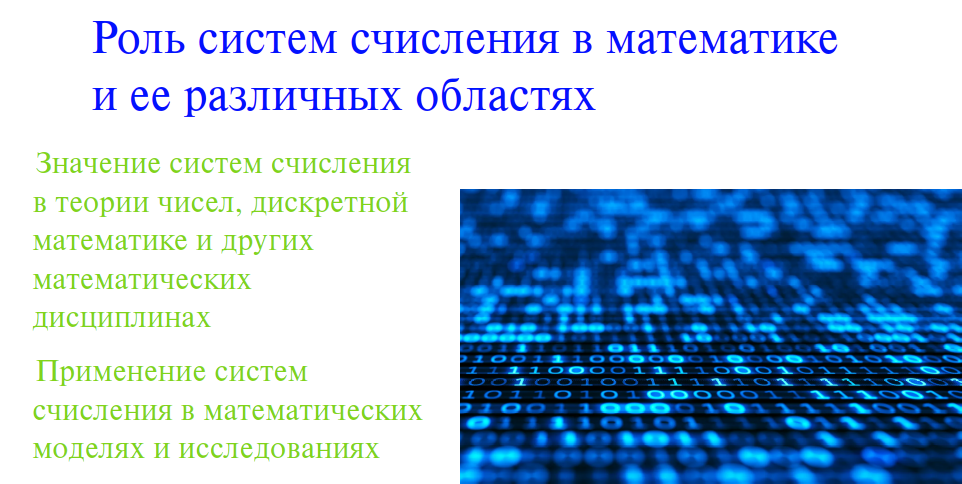 Роль систем счисления в математике
и ее различных областях
Значение систем счисления
в теории чисел, дискретной
математике и других
математических
дисциплинах
Применение систем
счисления в математических
моделях и исследованиях